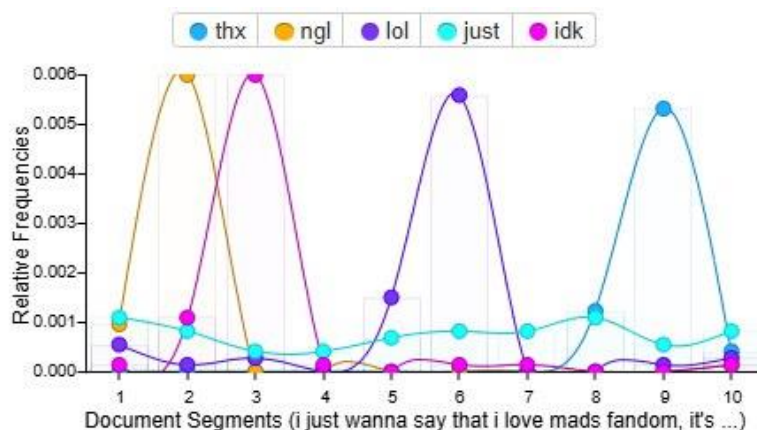 thx ngl lol just idk
0.006
0.005
0.004
0.003
0.002
0.001
0.000
Relative Frequencies
1 2 3 4 5 6 7 8 9 10
Document Segments (i just wanna say that i love mads fandom, it's ...)